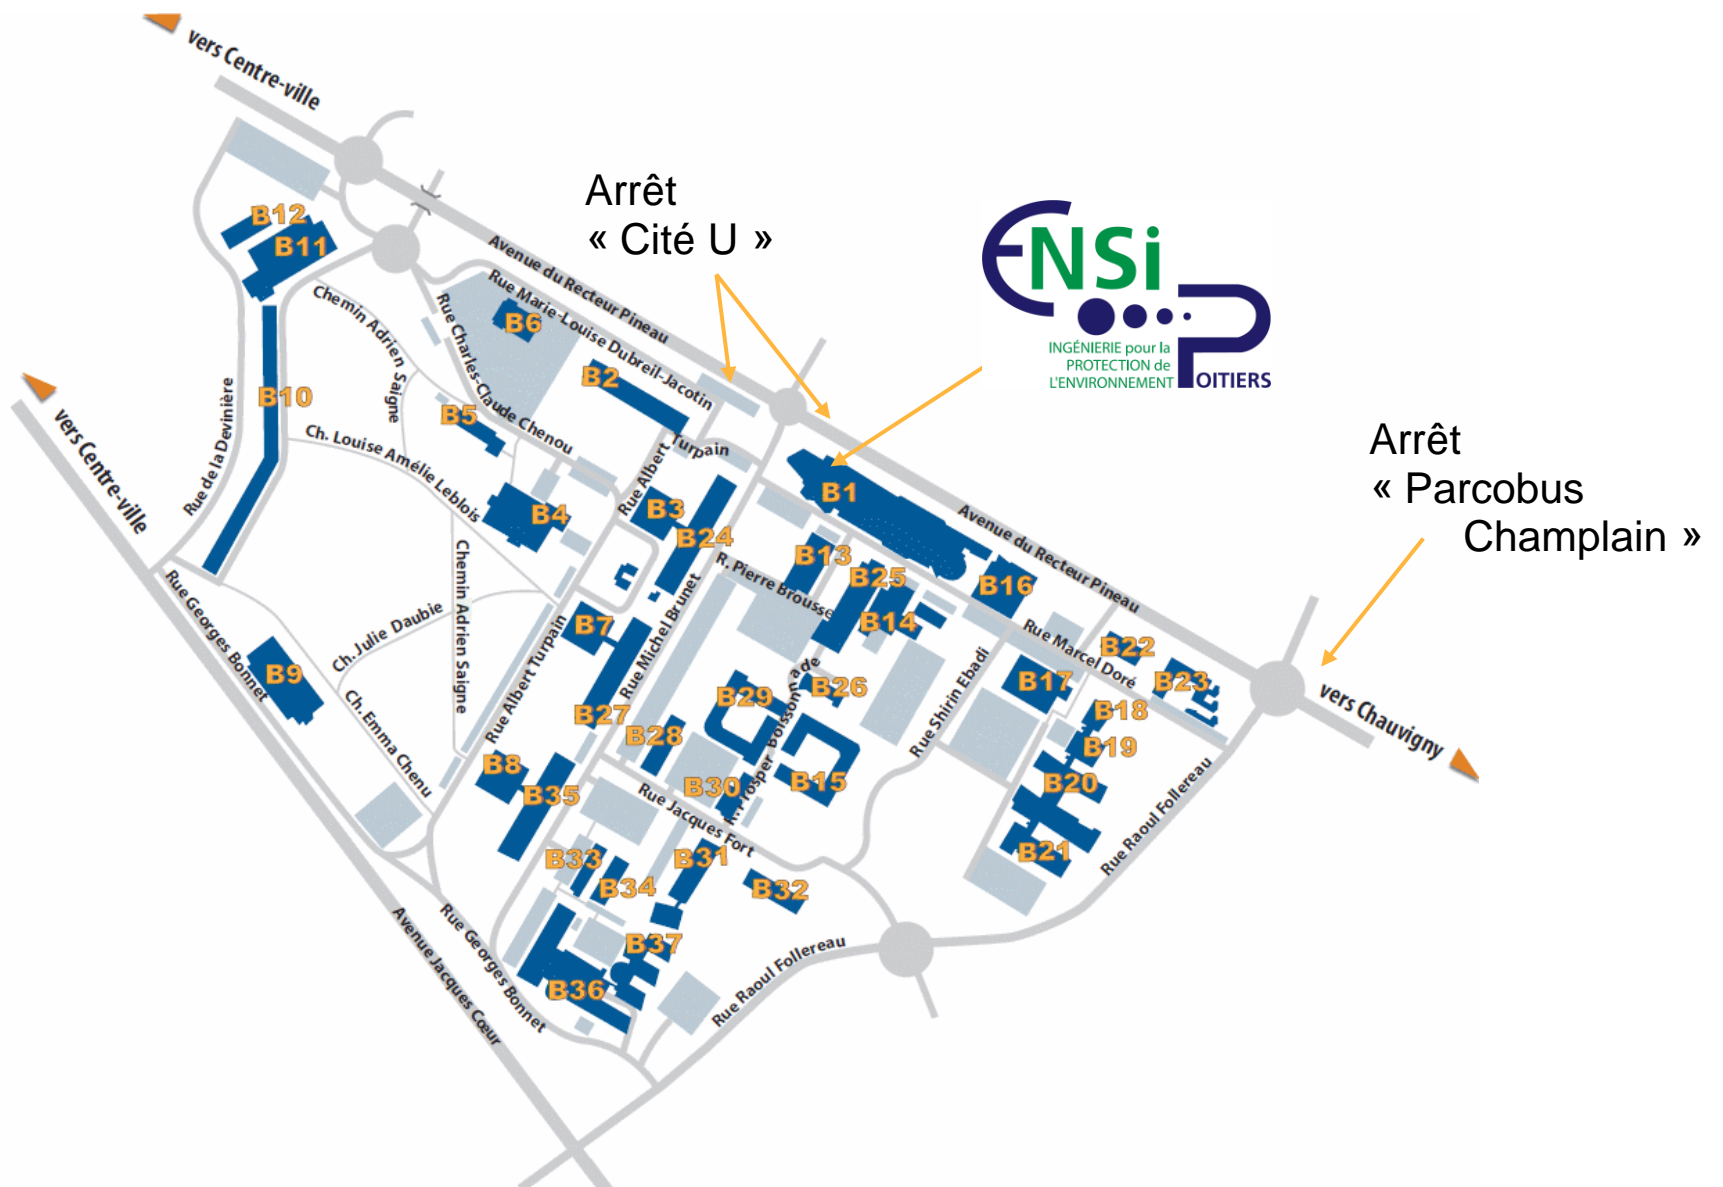 vers Centre-ville
Arrêt
« Cité U »
ENSi
INGÉNIERIE pour la
PROTECTION de
L'ENVIRONNEMENT
POITIERS
Arrêt
« Parcobus
Champlain »
vers Centre-ville
vers Chauvigny
Avenue du Recteur Pineau
Rue Marie-Louise Dubreil-Jacotin
Rue Charles-Claude Chenou
Chemin Adrien Saigne
Ch. Louise Amélie Leblois
Rue de la Devinière
Rue Albert Turpain
Avenue du Recteur Pineau
R. Pierre Brousse
Rue Marcel Doré
Rue Michel Brunet
Chemin Adrien Saigne
Ch. Julie Daubie
Rue Georges Bonnet
Ch. Emma Chenu
Rue Albert Turpain
R. Prosper Boissonnade
Rue Shirin Ebadi
Rue Jacques Fort
Rue Raoul Follereau
Rue Georges Bonnet
Avenue Jacques Cœur
Rue Raoul Follereau
B12
B11
B6
B2
B10
B5
B4
B3
B24
B1
B13
B25
B16
B14
B7
B22
B9
B17
B23
B26
B29
B27
B28
B18
B19
B8
B35
B30
B15
B20
B21
B33
B34
B31
B32
B37
B36